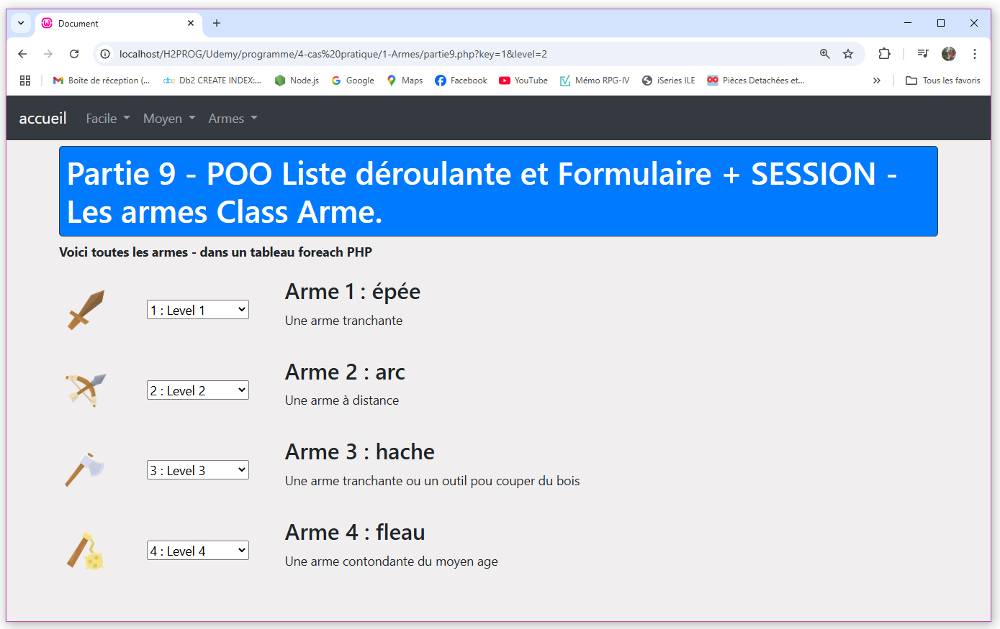 Document
localhost/H2PROG/Udemy/programme/4-cas%20pratique/1-Armes/partie9.php?key=1&level=2
Boîte de réception (... Db2 CREATE INDEX:... Node.js Google Maps Facebook YouTube Mémo RPG-IV iSeries ILE Pièces Detachées et... » Tous les favoris
accueil Facile Moyen Armes
Partie 9 - POO Liste déroulante et Formulaire + SESSION -
Les armes Class Arme.
Voici toutes les armes - dans un tableau foreach PHP
Arme 1 : épée
1 : Level 1
Une arme tranchante
Arme 2 : arc
2 : Level 2
Une arme à distance
Arme 3 : hache
3 : Level 3
Une arme tranchante ou un outil pou couper du bois
Arme 4 : fleau
4 : Level 4
Une arme contondante du moyen age